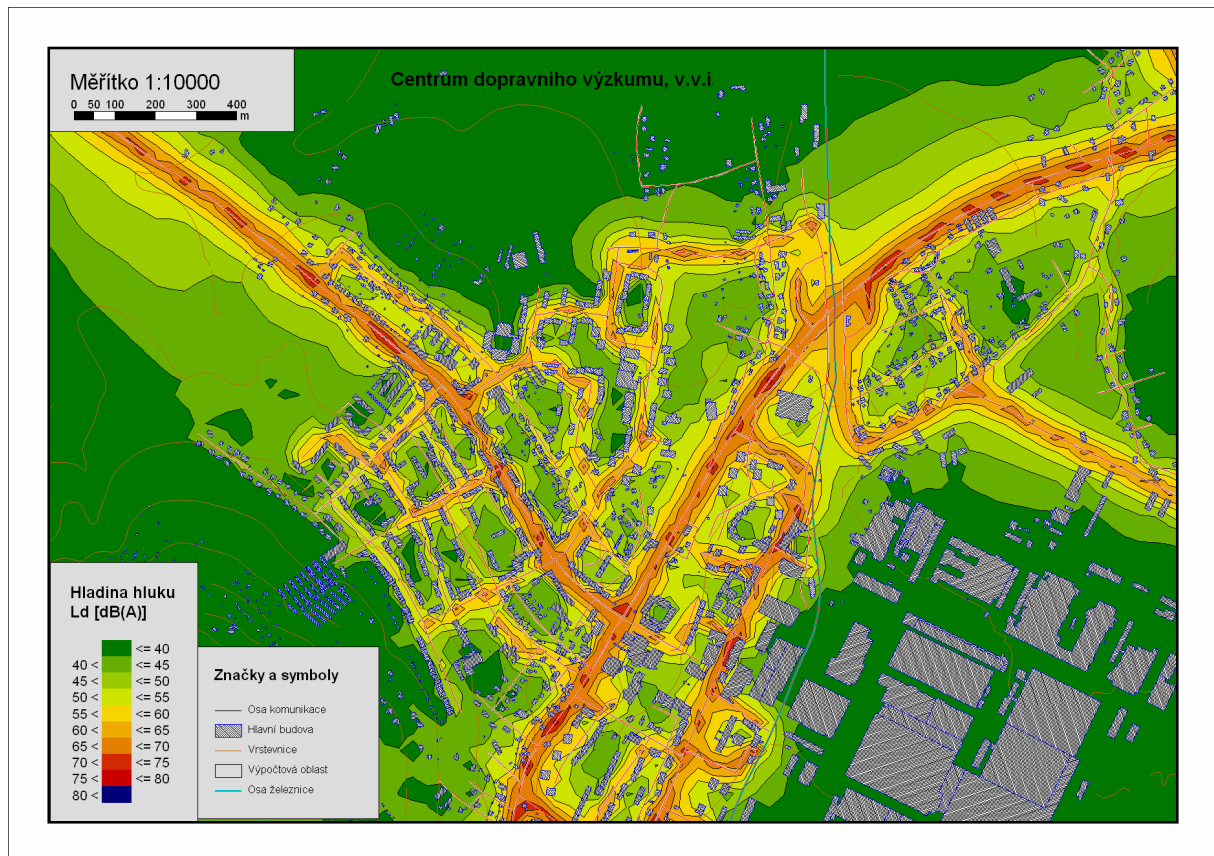 Měřítko 1:10000
0 50 100 200 300 400
m
Centrum dopravního výzkumu, v.v.i.
Hladina hluku
Ld [dB(A)]
<= 40
40 < <= 45
45 < <= 50
50 < <= 55
55 < <= 60
60 < <= 65
65 < <= 70
70 < <= 75
75 < <= 80
80 <
Značky a symboly
Osa komunikace
Hlavní budova
Vrstevnice
Výpočtová oblast
Osa železnice